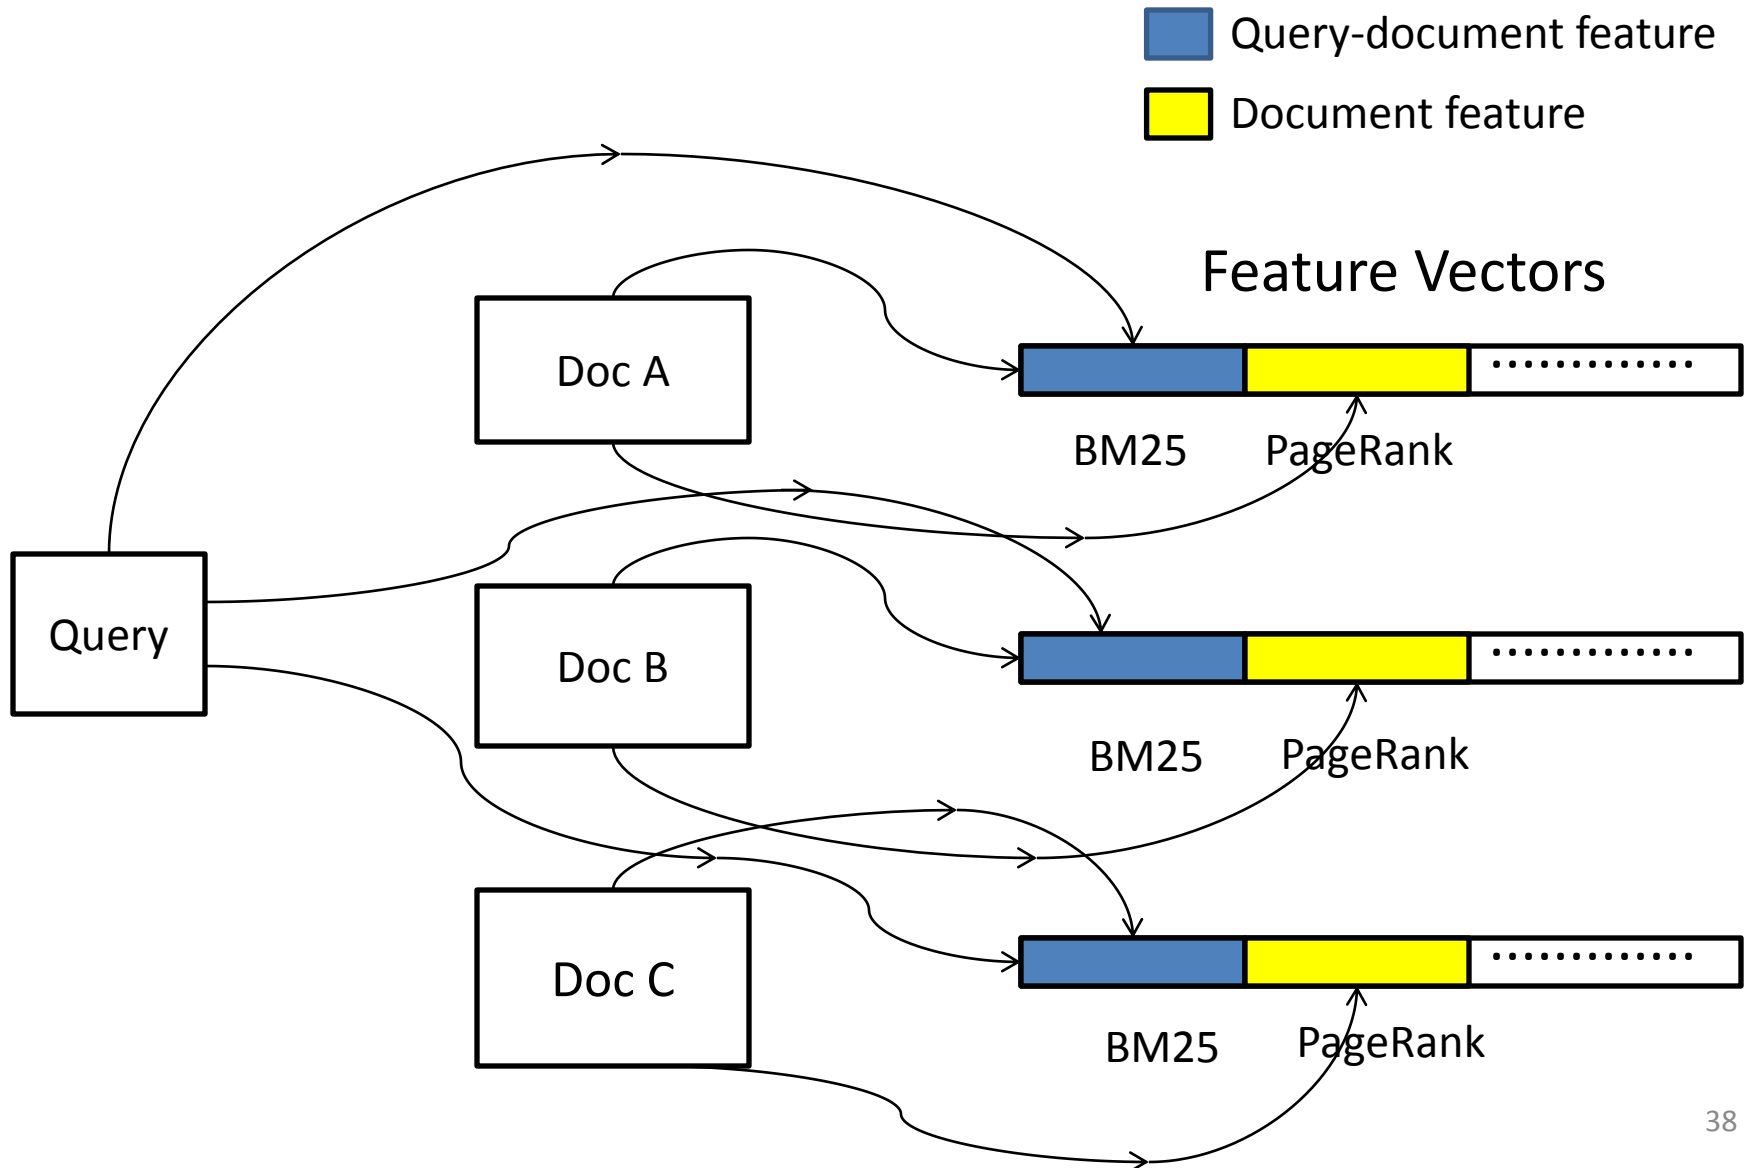 Query-document feature
Document feature
Feature Vectors
Doc A
.............
BM25
PageRank
Query
Doc B
.............
BM25
PageRank
Doc C
.............
BM25
PageRank
38